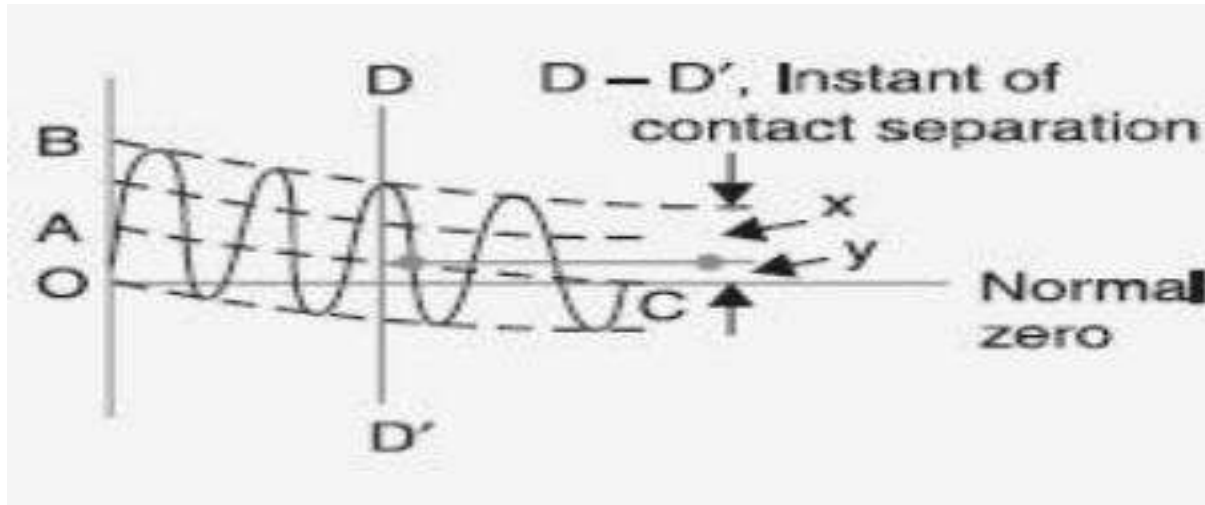 D
D – D′, Instant of
contact separation
B
x
A
y
O
C
Normal
zero
D′